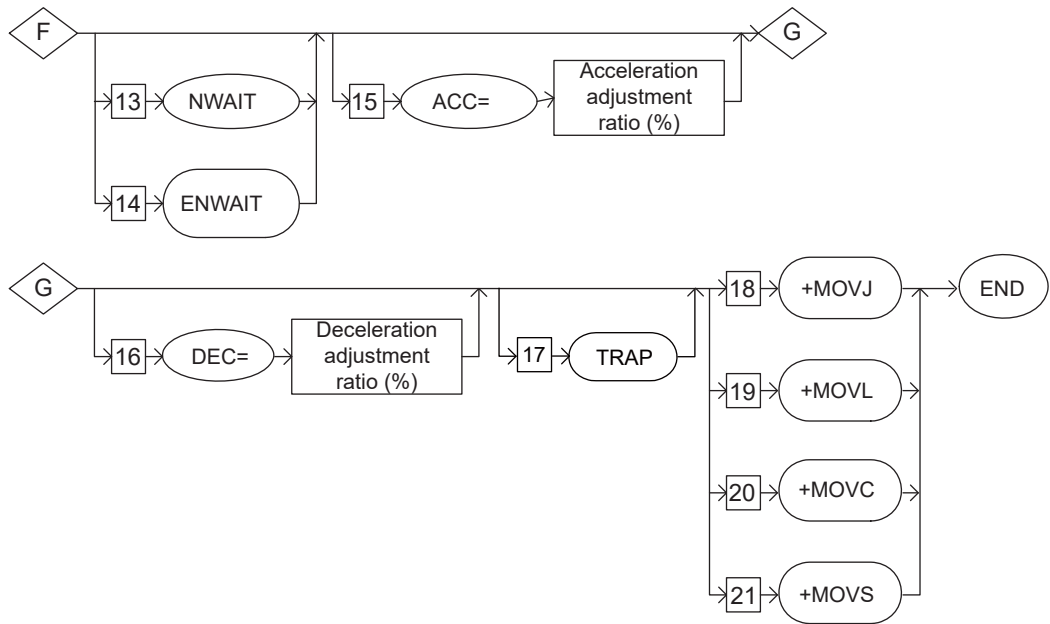 F
G
13
NWAIT
15
ACC=
Acceleration
adjustment
ratio (%)
14
ENWAIT
G
16
DEC=
Deceleration
adjustment
ratio (%)
17
TRAP
18
+MOVJ
END
19
+MOVL
20
+MOVC
21
+MOVS